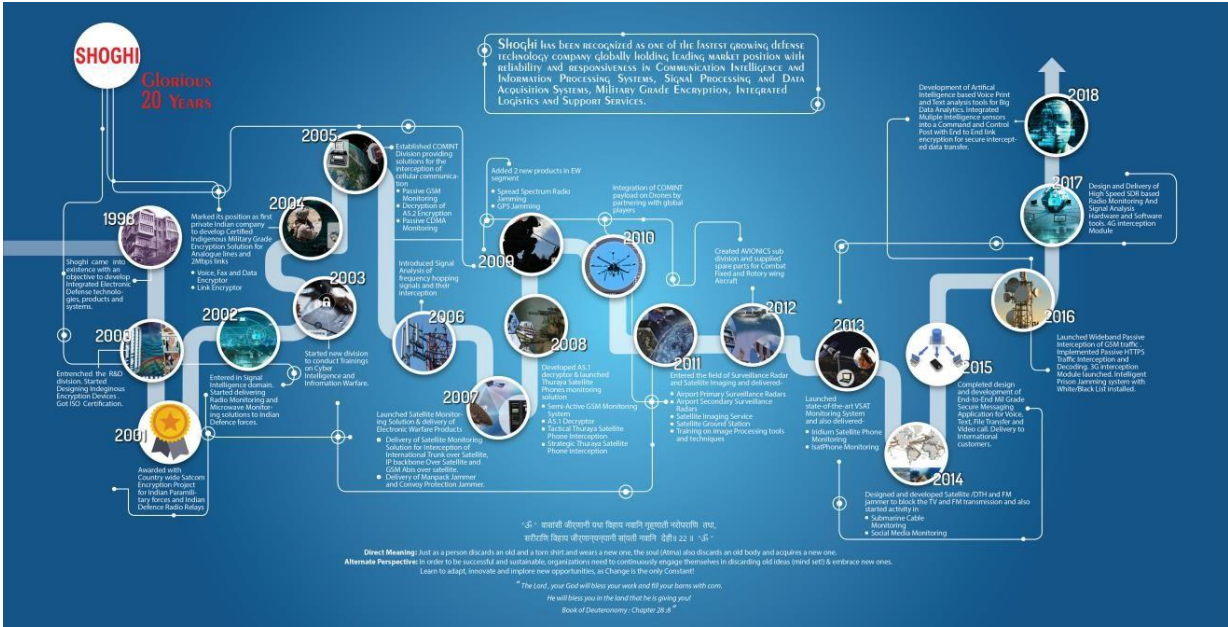 SHOGHI
Glorious
20 Years
Shoghi has been recognized as one of the fastest growing defense
technology company globally holding leading market position with
reliability and responsiveness in Communication Intelligence and
Information Processing Systems, Signal Processing and Data
Acquisition Systems, Military Grade Encryption, Integrated
Logistics and Support Services.
1998
Shoghi came into
existence with an
objective to develop
Integrated Electronic
Defense technolo-
gies, products and
systems.
2000
Entrenched the R&D
division. Started
Designing Indeginous
Encryption Devices .
Got ISO Certification.
2001
Awarded with
Country wide Satcom
Encryption Project
for Indian Paramili-
tary forces and Indian
Defence Radio Relays
2002
Entered in Signal
Intelligence domain.
Started delivering
Radio Monitoring and
Microwave Monitor-
ing solutions to Indian
Defence forces.
2003
Started new division
to conduct Trainings
on Cyber
Intelligence and
Infromation Warfare.
2004
Marked its position as first
private Indian company
to develop Certified
Indigenous Military Grade
Encryption Solution for
Analogue lines and
2Mbps links
Voice, Fax and Data
Encryptor
Link Encryptor
2005
Established COMINT
Division providing
solutions for the
interception of
cellular communica-
tion
Passive GSM
Monitoring
Decryption of
A5.2 Encryption
Passive CDMA
Monitoring
2006
Introduced Signal
Analysis of
frequency hopping
signals and their
interception
2007
Launched Satellite Monitor-
ing Solution & delivery of
Electronic Warfare Products
Delivery of Satellite Monitoring
Solution for Interception of
International Trunk over Satellite,
IP backbone Over Satellite and
GSM Abis over satellite.
Delivery of Manpack Jammer
and Convoy Protection Jammer.
2008
Developed A5.1
decryptor & launched
Thuraya Satellite
Phones monitoring
solution
Semi-Active GSM Monitoring
System
A5.1 Decryptor
Tactical Thuraya Satellite
Phone Interception
Strategic Thuraya Satellite
Phone Interception
2009
Added 2 new products in EW
segment
Spread Spectrum Radio
Jamming
GPS Jamming
2010
Integration of COMINT
payload on Drones by
partnering with global
players
2011
Entered the field of Surveillance Radar
and Satellite Imaging and delivered-
Airport Primary Surveillance Radars
Airport Secondary Surveillance
Radars
Satellite Imaging Service
Satellite Ground Station
Training on Image Processing tools
and techniques
2012
Created AVIONICS sub
division and supplied
spare parts for Combat
Fixed and Rotory wing
Aircraft
2013
Launched
state-of-the-art VSAT
Monitoring System
and also delivered-
Iridium Satellite Phone
Monitoring
IsatPhone Monitoring
2014
Designed and developed Satellite /DTH and FM
jammer to block the TV and FM transmission and also
started activity in
Submarine Cable
Monitoring
Social Media Monitoring
2015
Completed design
and development of
End-to-End Mil Grade
Secure Messaging
Application for Voice,
Text, File Transfer and
Video call. Delivery to
International
customers.
2016
Launched Wideband Passive
Interception of GSM traffic.
Implemented Passive HTTPS
Traffic Interception and
Decoding. 3G interception
Module launched. Intelligent
Prison Jamming system with
White/Black List installed.
2017
Design and Delivery of
High Speed SDR based
Radio Monitoring And
Signal Analysis
Hardware and Software
tools. 4G interception
Module
2018
Development of Artifical
Intelligence based Voice Print
and Text analysis tools for Big
Data Analytics. Integrated
Muliple Intelligence sensors
into a Command and Control
Post with End to End link
encryption for secure intercept-
ed data transfer.
"ॐ" वासांसी जीर्णानी यथा विहाय नवानि गृह्णाती नरोपराणि तथा,
सरीराणि विहाय
नवानि देही॥ 22 ॥ "ॐ"
Direct Meaning: Just as a person discards an old and a torn shirt and wears a new one, the soul (Atma) also discards an old body and acquires a new one.
Alternate Perspective: In order to be successful and sustainable, organizations need to continuously engage themselves in discarding old ideas (mind set!) & embrace new ones.
Learn to adapt, innovate and implore new opportunities, as Change is the only Constant!
" The Lord , your God will bless your work and fill your barns with corn.
He will bless you in the land that he is giving you!
Book of Deuteronomy : Chapter 28 :8 "